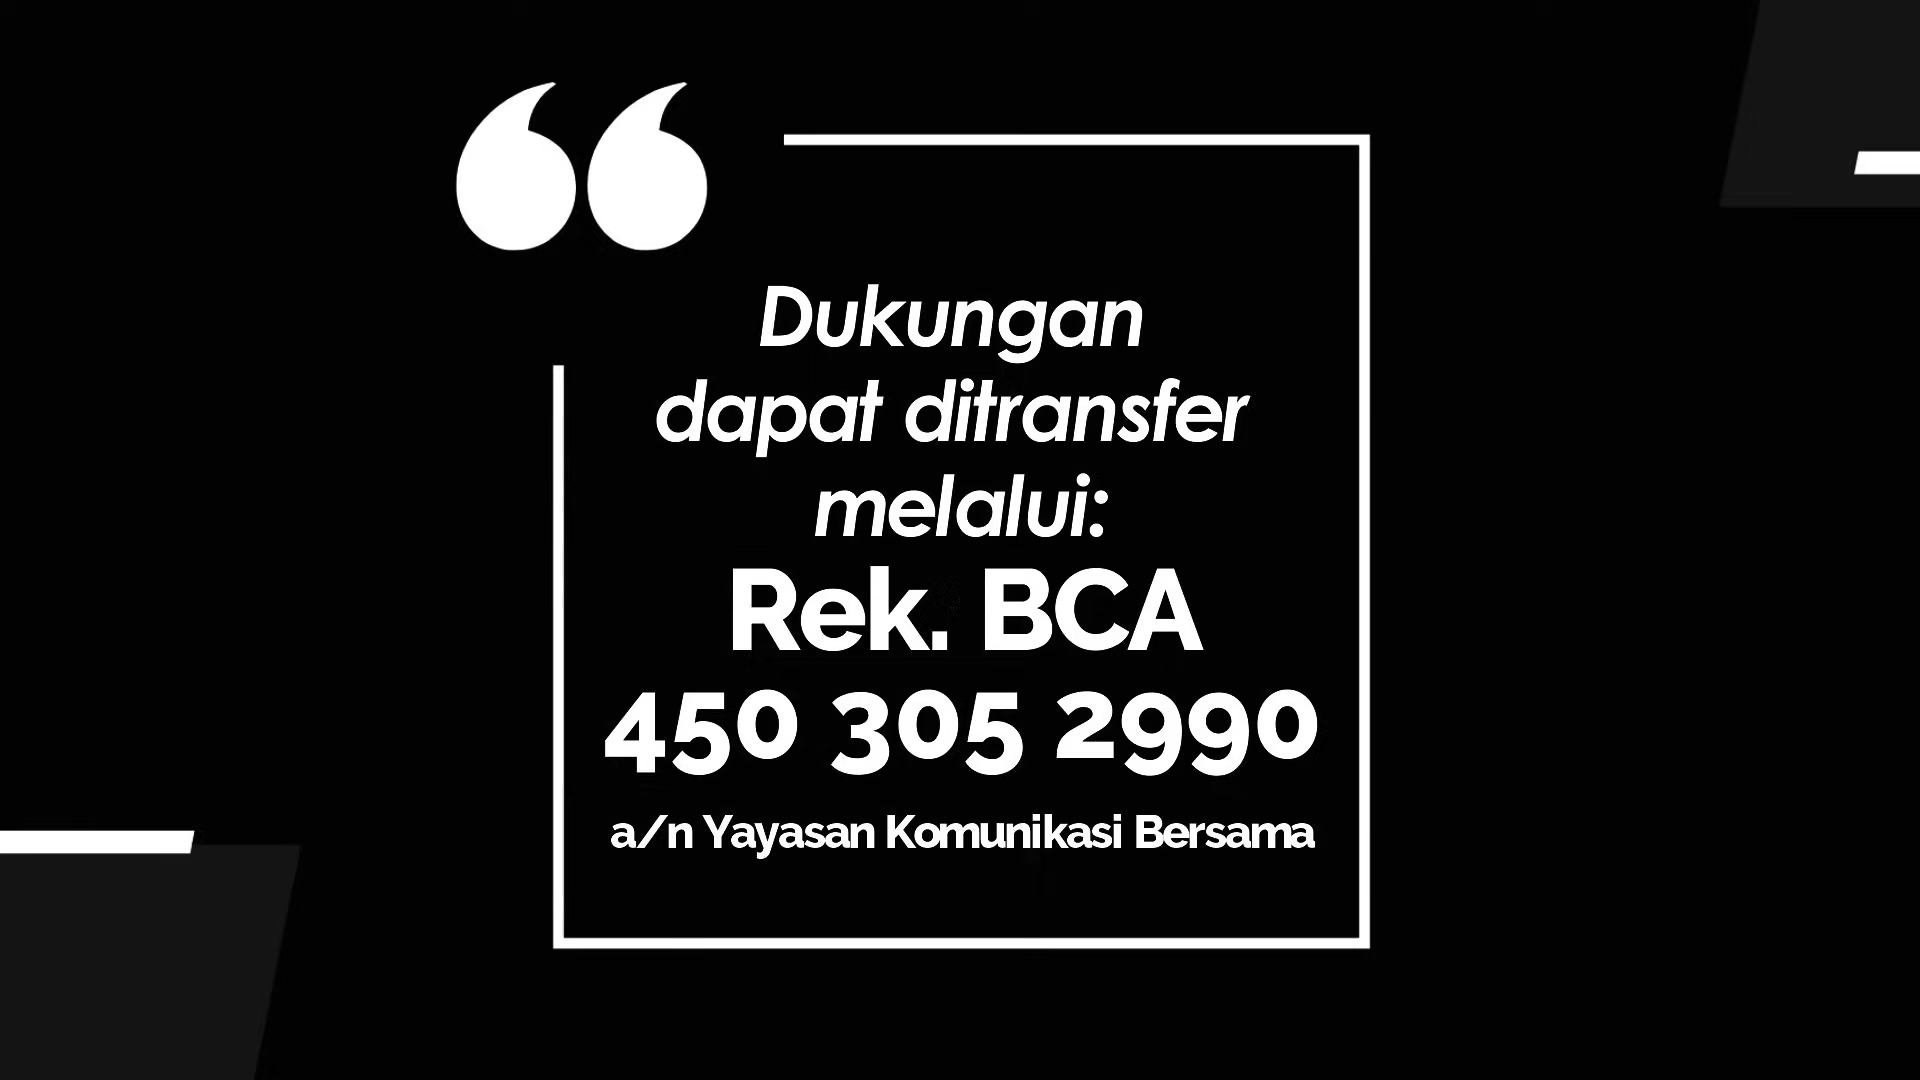 Dukungan
dapat ditransfer
melalui:
Rek. BCA
450 305 2990
a/n Yayasan Komunikasi Bersama